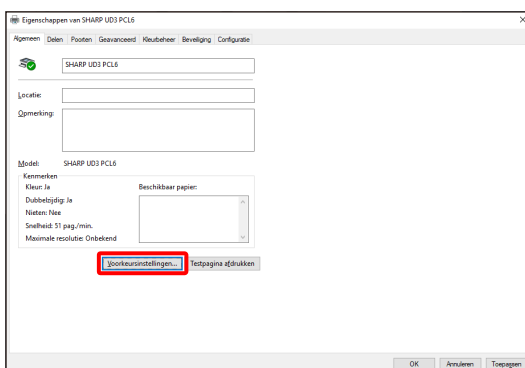 Eigenschappen van SHARP UD3 PCL6
Algemeen Delen Poorten Geavanceerd Kleurbeheer Beveiliging Configuratie
SHARP UD3 PCL6
Locatie:
Opmerking:
Model: SHARP UD3 PCL6
Kenmerken
Kleur: Ja Beschikbaar papier:
Dubbelzijdig: Ja
Nieten: Nee
Snelheid: 51 pag./min.
Maximale resolutie: Onbekend
Voorkeursinstellingen... Testpagina afdrukken
OK Annuleren Toepassen